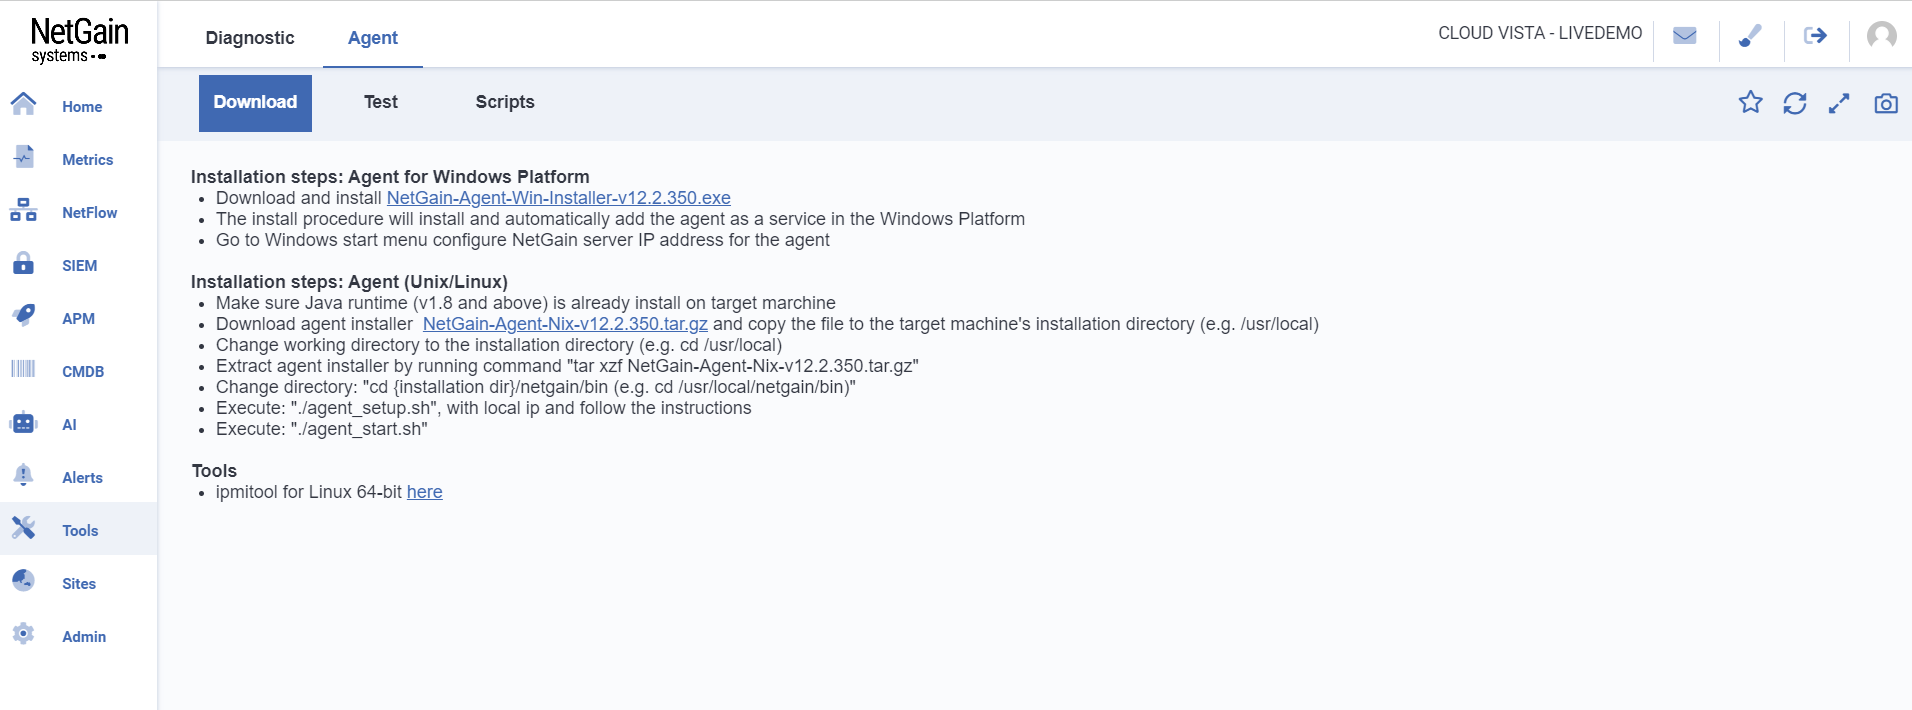 NetGain
systems
Diagnostic
Agent
CLOUD VISTA - LIVEDEMO
Home
Metrics
NetFlow
SIEM
APM
CMDB
AI
Alerts
Tools
Sites
Admin
Download
Test
Scripts
Installation steps: Agent for Windows Platform
• Download and install NetGain-Agent-Win-Installer-v12.2.350.exe
• The install procedure will install and automatically add the agent as a service in the Windows Platform
• Go to Windows start menu configure NetGain server IP address for the agent
Installation steps: Agent (Unix/Linux)
• Make sure Java runtime (v1.8 and above) is already install on target marchine
• Download agent installer NetGain-Agent-Nix-v12.2.350.tar.gz and copy the file to the target machine's installation directory (e.g. /usr/local)
• Change working directory to the installation directory (e.g. cd /usr/local)
• Extract agent installer by running command "tar xzf NetGain-Agent-Nix-v12.2.350.tar.gz"
• Change directory: "cd {installation dir}/netgain/bin (e.g. cd /usr/local/netgain/bin)"
• Execute: "./agent_setup.sh", with local ip and follow the instructions
• Execute: "./agent_start.sh"
Tools
• ipmitool for Linux 64-bit here